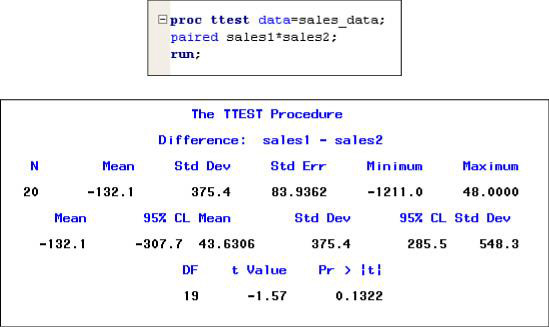 proc ttest data=sales_data;
paired sales1*sales2;
run;
The TTEST Procedure
Difference: sales1 - sales2
N Mean Std Dev Std Err Minimum Maximum
20 -132.1 375.4 83.9362 -1211.0 48.0000
Mean 95% CL Mean Std Dev 95% CL Std Dev
-132.1 -307.7 43.6306 375.4 285.5 548.3
DF t Value Pr > |t|
19 -1.57 0.1322